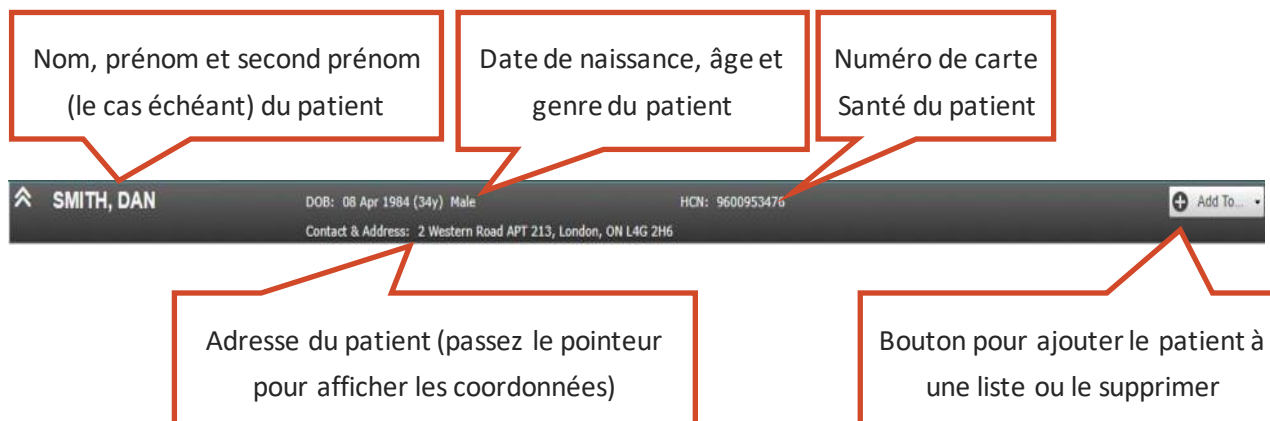 Nom, prénom et second prénom
(le cas échéant) du patient
Date de naissance, âge et
genre du patient
Numéro de carte
Santé du patient
SMITH, DAN
DOB: 08 Apr 1984 (34y) Male
HCN: 9600953476
Add To...
Contact & Address: 2 Western Road APT 213, London, ON L4G 2H6
Adresse du patient (passez le pointeur
pour afficher les coordonnées)
Bouton pour ajouter le patient à
une liste ou le supprimer